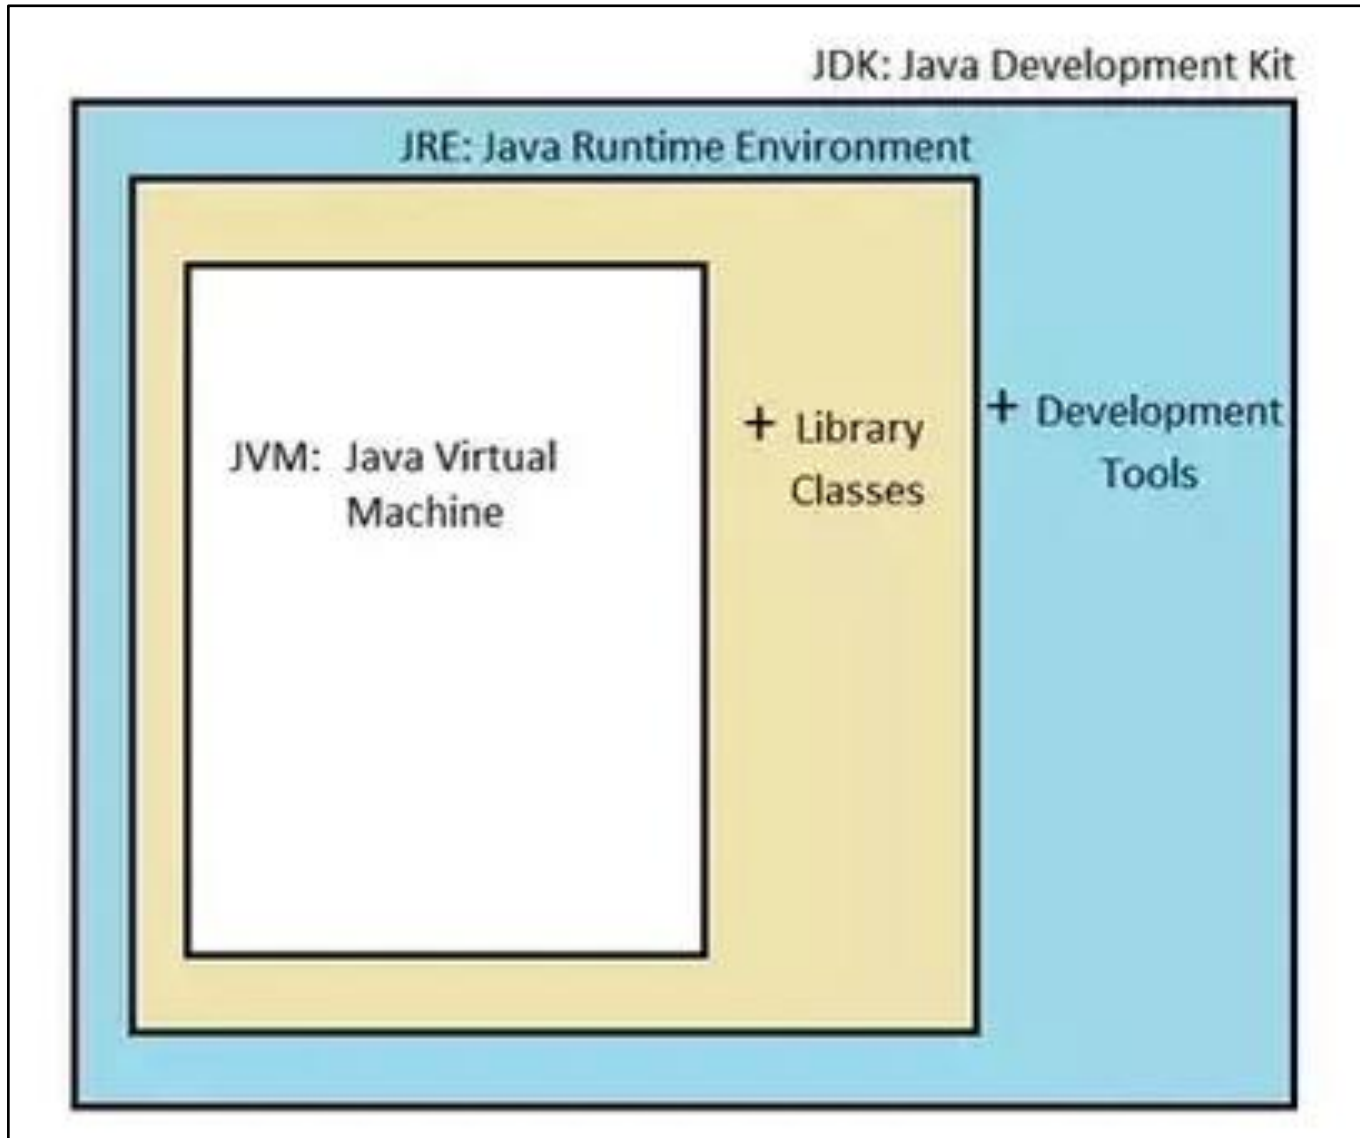 JDK: Java Development Kit
JRE: Java Runtime Environment
JVM: Java Virtual
Machine
+ Library
Classes
+ Development
Tools